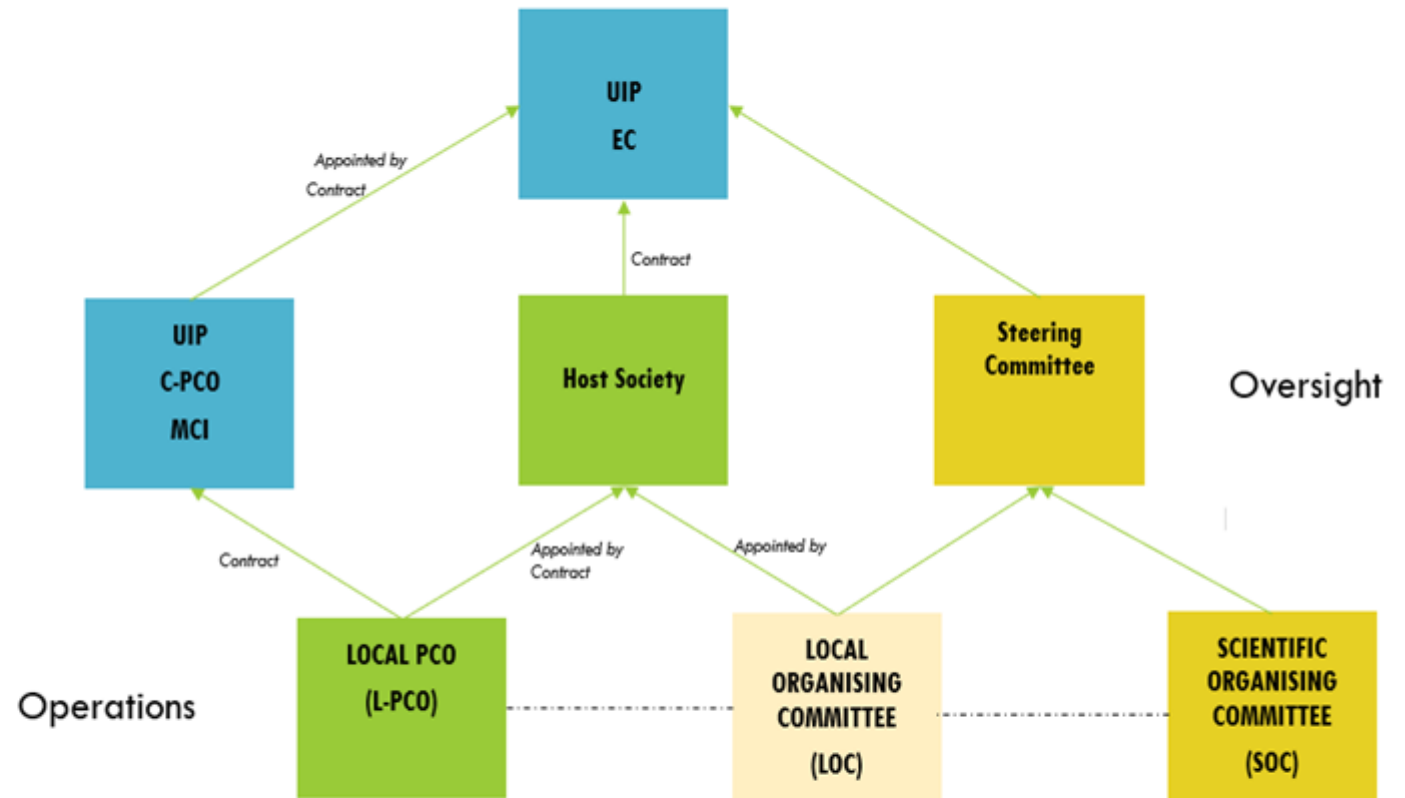 UIP
EC
Appointed by
Contract
Contract
UIP
C-PCO
MCI
Host Society
Steering
Committee
Oversight
Contract
Appointed by
Contract
Appointed by
Operations
LOCAL PCO
(L-PCO)
LOCAL
ORGANISING
COMMITTEE
(LOC)
SCIENTIFIC
ORGANISING
COMMITTEE
(SOC)